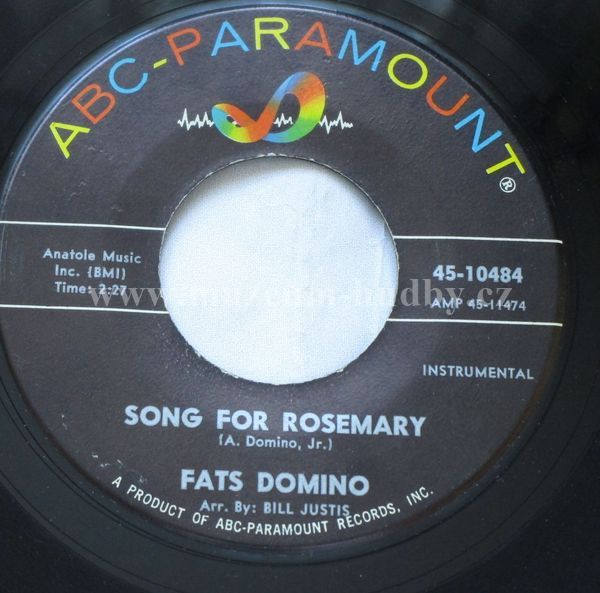 ABC-PARAMOUNT®
Anatole Music
Inc. (BMI)
Time: 2:27
45-10484
AMP 45-11474
INSTRUMENTAL
SONG FOR ROSEMARY
(A. Domino, Jr.)
FATS DOMINO
Arr. By: BILL JUSTIS
A PRODUCT OF ABC-PARAMOUNT RECORDS, INC.